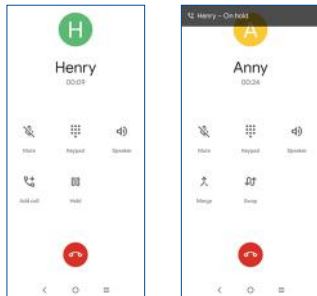 H
Henry
00:09
Mute Keypad Speaker
Add call Hold
Henry – On hold
A
Anny
00:24
Mute Keypad Speaker
Merge Swap